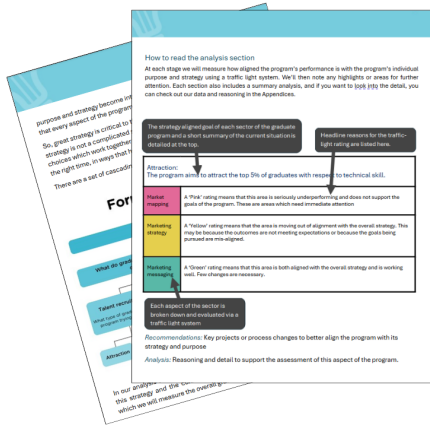 How to read the analysis section
At each stage we will measure how aligned the program's performance is with the program's individual
purpose and strategy using a traffic light system. We'll then note any highlights or areas for further
attention. Each section also includes a summary analysis, and if you want to look into the detail, you
can check out our data and reasoning in the Appendices.
The strategy aligned goal of each sector of the graduate
program and a short summary of the current situation is
detailed at the top.
Headline reasons for the traffic-
light rating are listed here.
Attraction:
The program aims to attract the top 5% of graduates with respect to technical skill.
Market
mapping
A 'Pink' rating means that this area is seriously underperforming and does not support the
goals of the program. These are areas which need immediate attention
Marketing
strategy
A 'Yellow' rating means that the area is moving out of alignment with the overall strategy. This
may be because the outcomes are not meeting expectations or because the goals being
pursued are mis-aligned.
Marketing
messaging
A 'Green' rating means that this area is both aligned with the overall strategy and is working
well. Few changes are necessary.
Each aspect of the sector is
broken down and evaluated via a
traffic light system
Recommendations: Key projects or process changes to better align the program with its
strategy and purpose
Analysis: Reasoning and detail to support the assessment of this aspect of the program.
purpose and strategy become
that every aspect of the program
So, great strategy is critical to
strategy is not a complicated
choices which work together
the right time, in ways that
There are a set of
For
What do
Talent
What type of
program
Attraction
In our
this strategy and the
which we will measure the overall